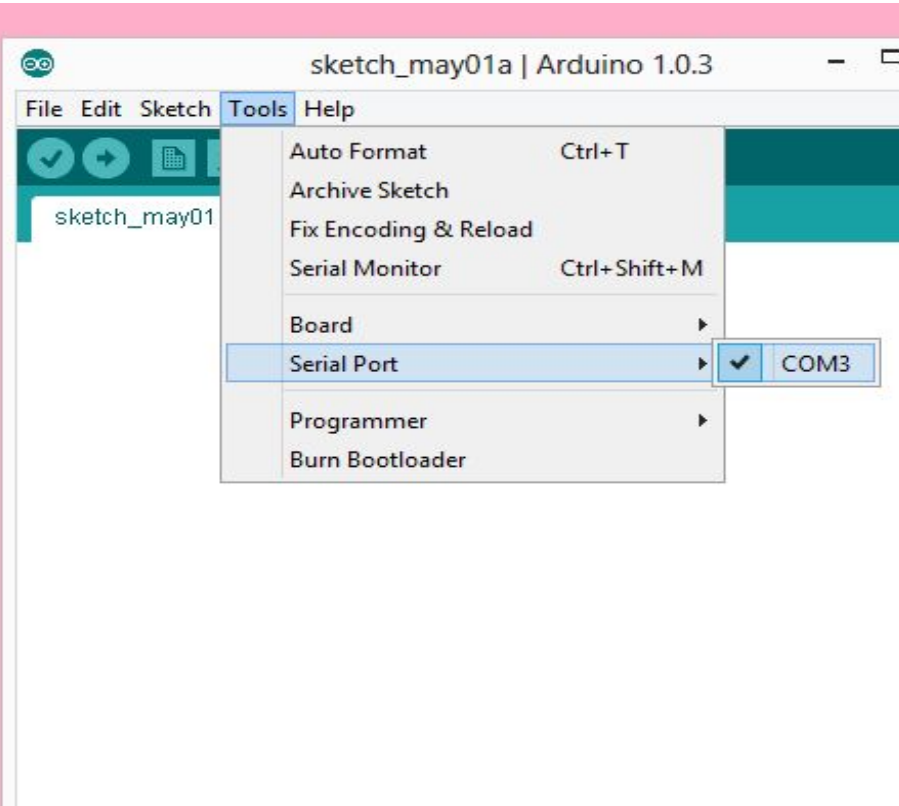 sketch_may01a | Arduino 1.0.3
File Edit Sketch Tools Help
Auto Format Ctrl+T
sketch_may01
Archive Sketch
Fix Encoding & Reload
Serial Monitor Ctrl+Shift+M
Board
Serial Port COM3
Programmer
Burn Bootloader